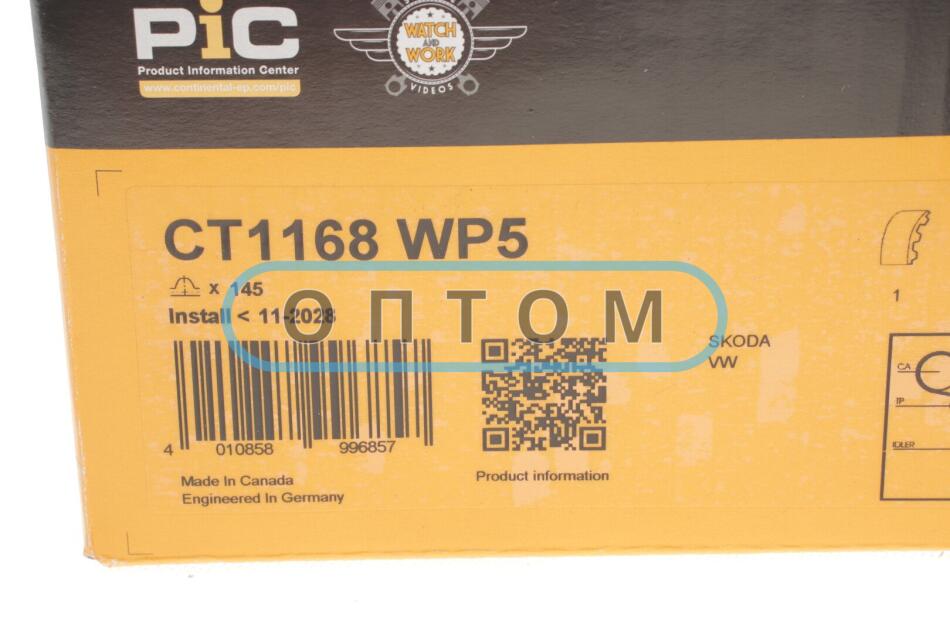 PiC
Product Information Center
www.continental-ep.com/pic
WATCH
AND
WORK
VIDEOS
CT1168 WP5
x 145
Install < 11-2028
ОПТОМ
SKODA
VW
1
CA
TP
IDLER
4 010858 996857
Product information
Made In Canada
Engineered In Germany